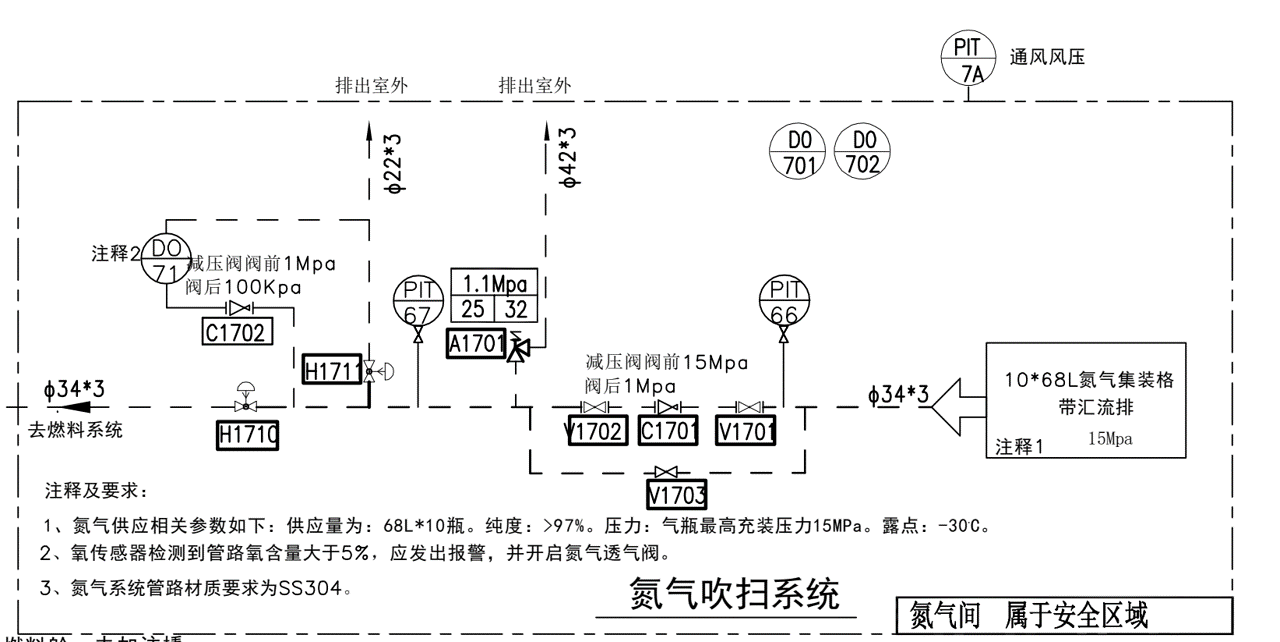 PIT
7A
通风风压
排出室外
排出室外
ϕ22*3
ϕ42*3
DO
701
DO
702
注释2
DO
71
减压阀阀前1Mpa
阀后100Kpa
C1702
PIT
67
1.1Mpa
25
32
A1701
PIT
66
H1711
减压阀阀前15Mpa
阀后1Mpa
ϕ34*3
去燃料系统
H1710
V1702
C1701
V1701
V1703
ϕ34*3
10*68L氮气集装格
带汇流排
15Mpa
注释1
注释及要求:
1、氮气供应相关参数如下: 供应量为: 68L*10瓶。纯度: >97%。压力: 气瓶最高充装压力15MPa。露点: -30℃。
2、氧传感器检测到管路氧含量大于5%, 应发出报警, 并开启氮气透气阀。
3、氮气系统管路材质要求为SS304。
氮气吹扫系统
氮气间 属于安全区域